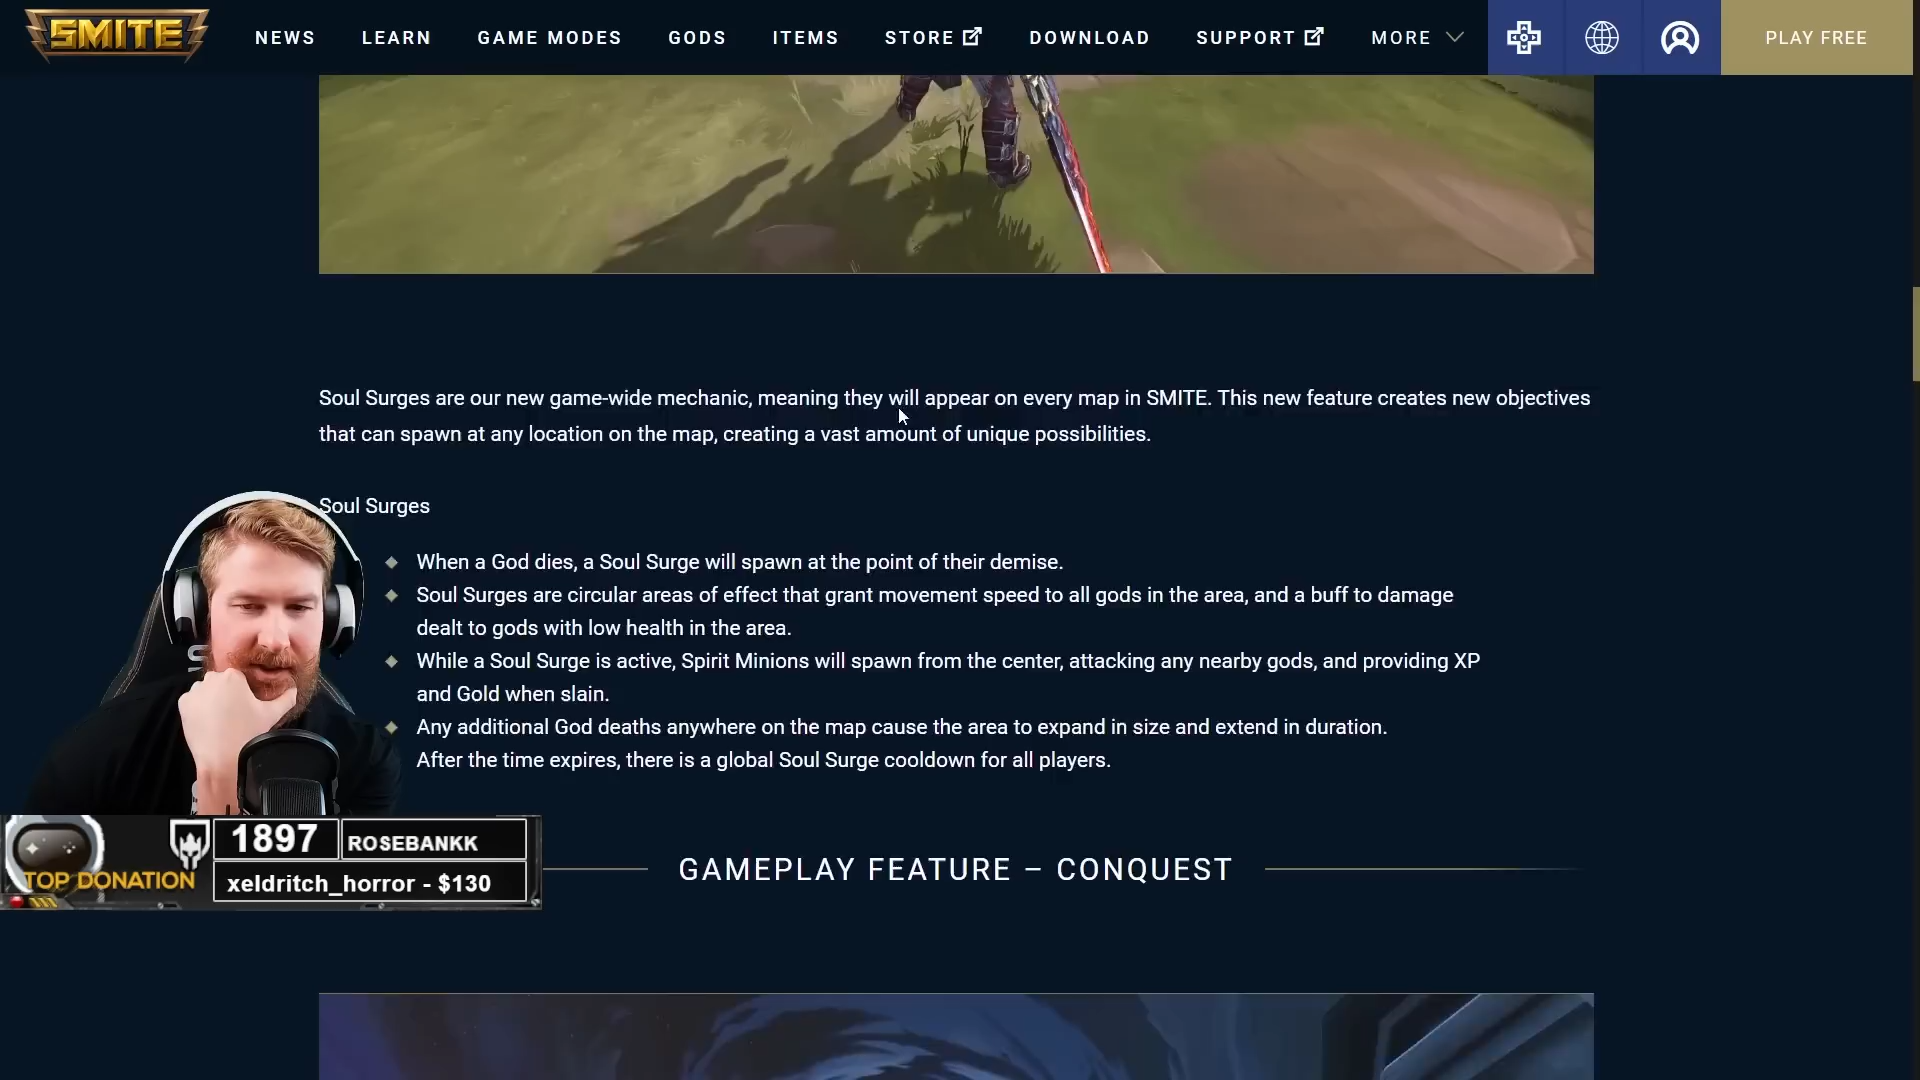 SMITE
NEWS LEARN GAME MODES GODS ITEMS STORE DOWNLOAD SUPPORT MORE PLAY FREE
Soul Surges are our new game-wide mechanic, meaning they will appear on every map in SMITE. This new feature creates new objectives
that can spawn at any location on the map, creating a vast amount of unique possibilities.
Soul Surges
When a God dies, a Soul Surge will spawn at the point of their demise.
Soul Surges are circular areas of effect that grant movement speed to all gods in the area, and a buff to damage
dealt to gods with low health in the area.
While a Soul Surge is active, Spirit Minions will spawn from the center, attacking any nearby gods, and providing XP
and Gold when slain.
Any additional God deaths anywhere on the map cause the area to expand in size and extend in duration.
After the time expires, there is a global Soul Surge cooldown for all players.
1897 ROSEBANKK
TOP DONATION xeldritch_horror - $130
GAMEPLAY FEATURE – CONQUEST